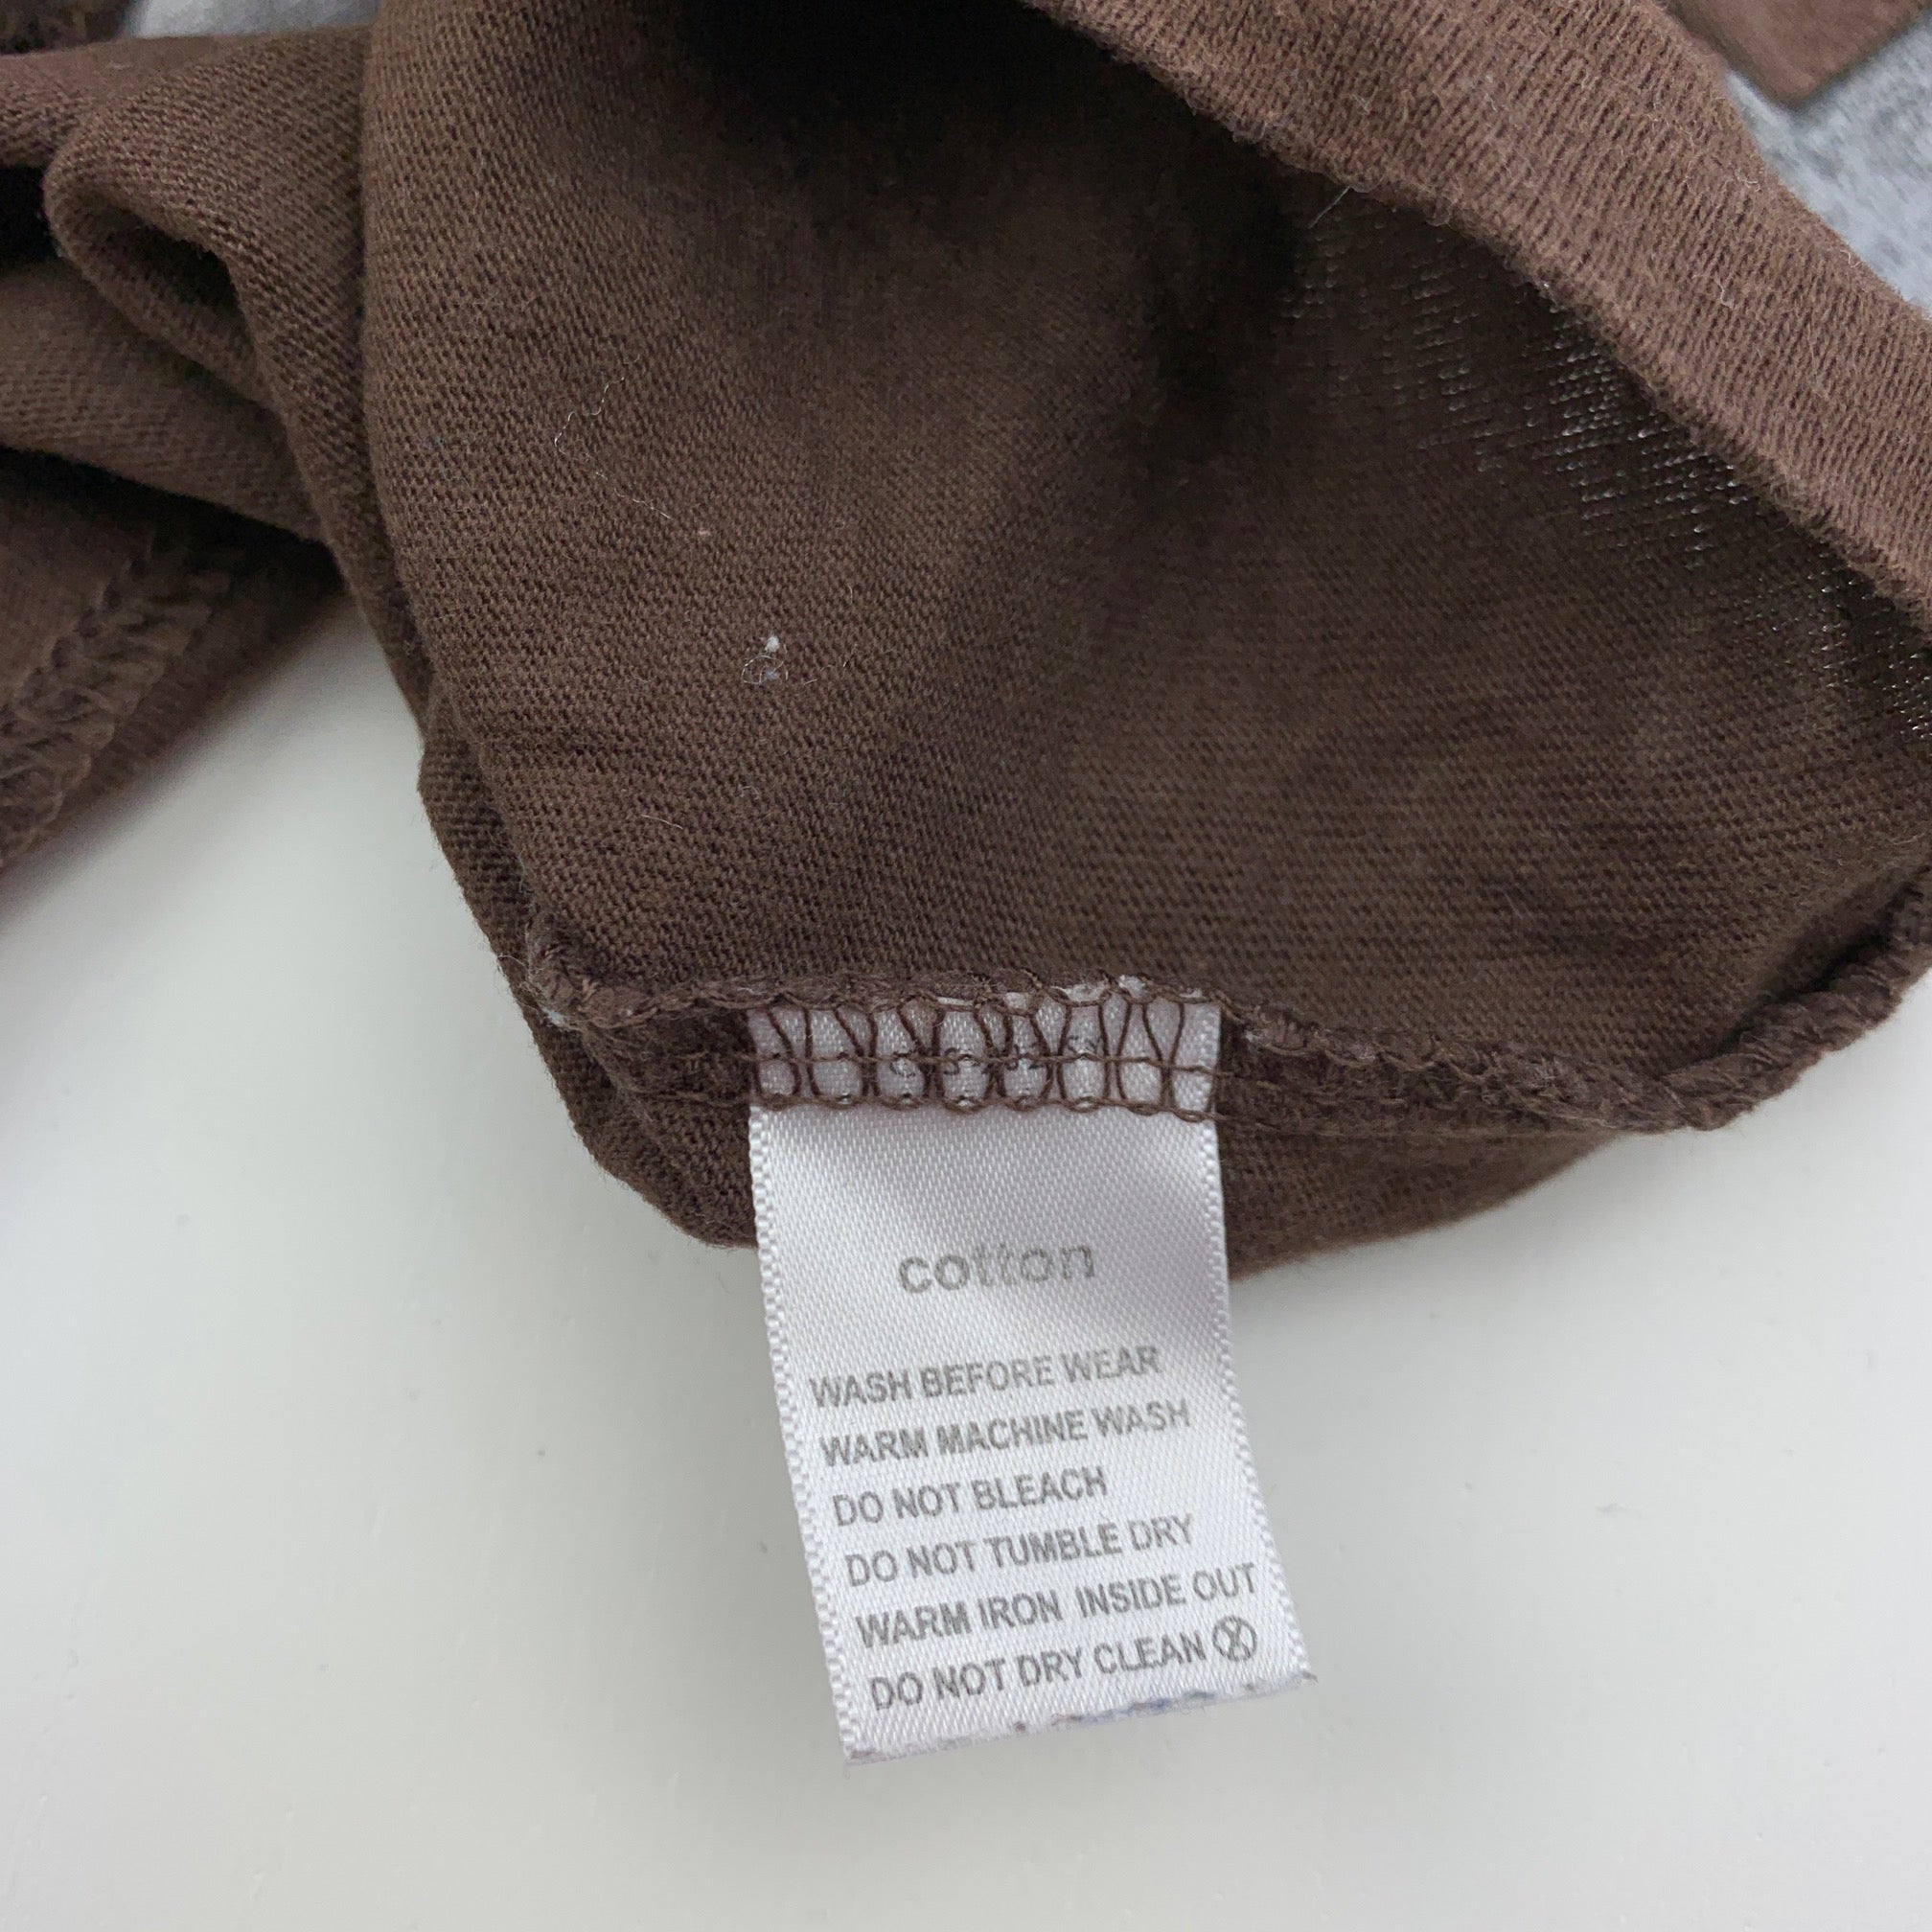 cotton
WASH BEFORE WEAR
WARM MACHINE WASH
DO NOT BLEACH
DO NOT TUMBLE DRY
WARM IRON INSIDE OUT
DO NOT DRY CLEAN